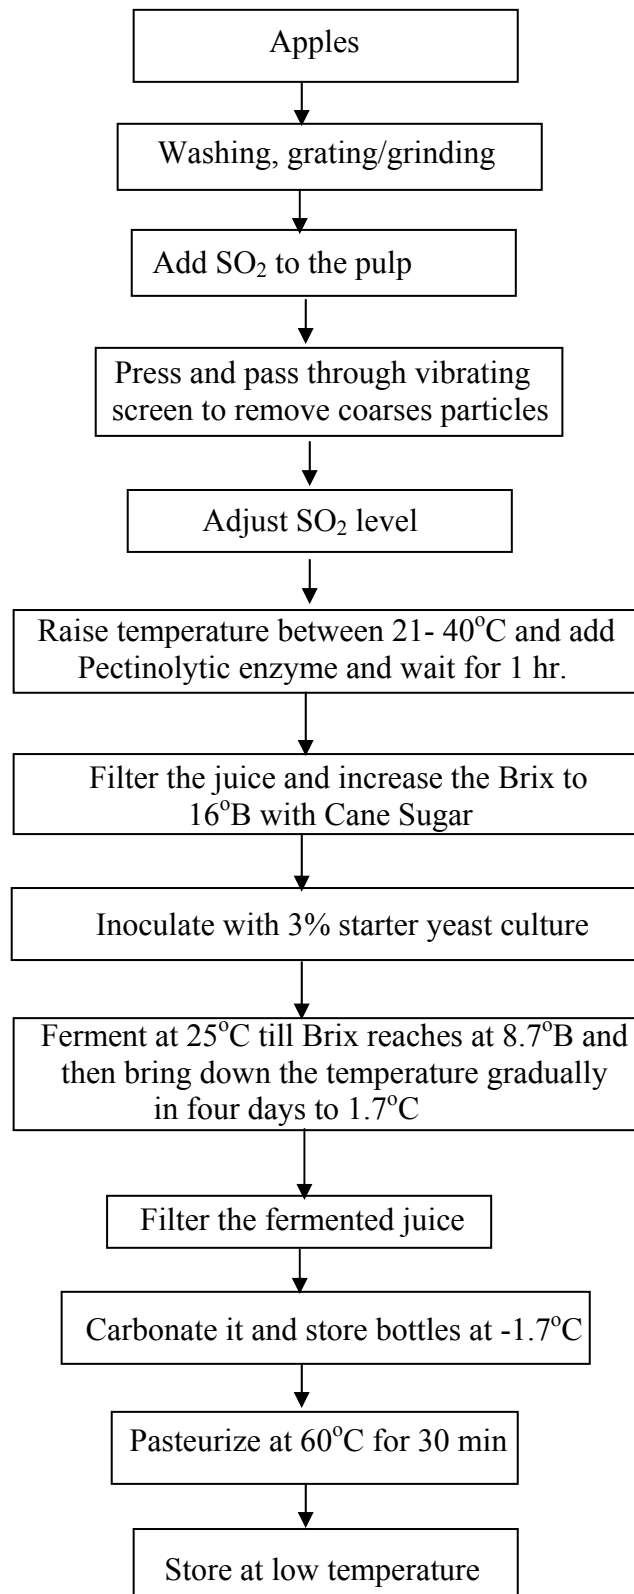 Apples
Washing, grating/grinding
Add SO₂ to the pulp
Press and pass through vibrating
screen to remove coarses particles
Adjust SO₂ level
Raise temperature between 21- 40°C and add
Pectinolytic enzyme and wait for 1 hr.
Filter the juice and increase the Brix to
16°B with Cane Sugar
Inoculate with 3% starter yeast culture
Ferment at 25°C till Brix reaches at 8.7°B and
then bring down the temperature gradually
in four days to 1.7°C
Filter the fermented juice
Carbonate it and store bottles at -1.7°C
Pasteurize at 60°C for 30 min
Store at low temperature